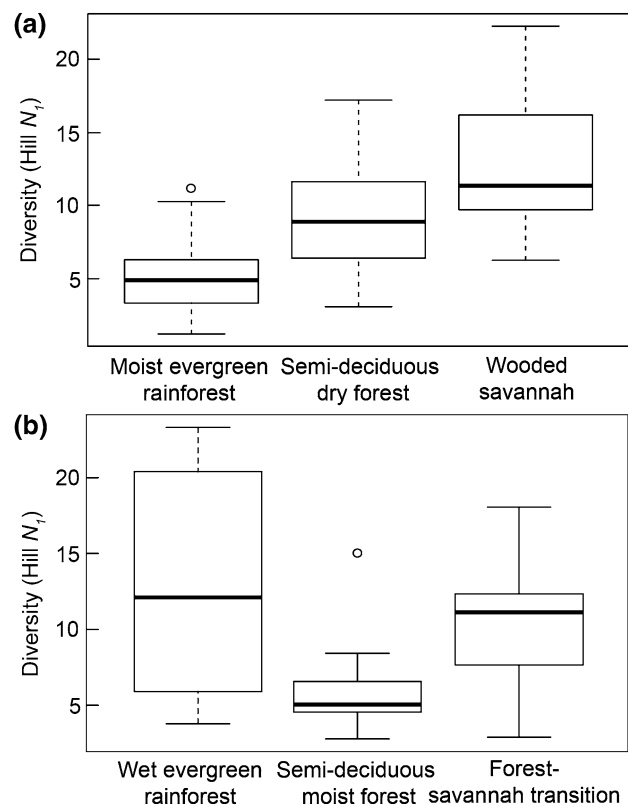 (a)
Diversity (Hill N1)
20
15
10
5
Moist evergreen
rainforest
Semi-deciduous
dry forest
Wooded
savannah
(b)
Diversity (Hill N1)
20
15
10
5
Wet evergreen
rainforest
Semi-deciduous
moist forest
Forest-
savannah transition